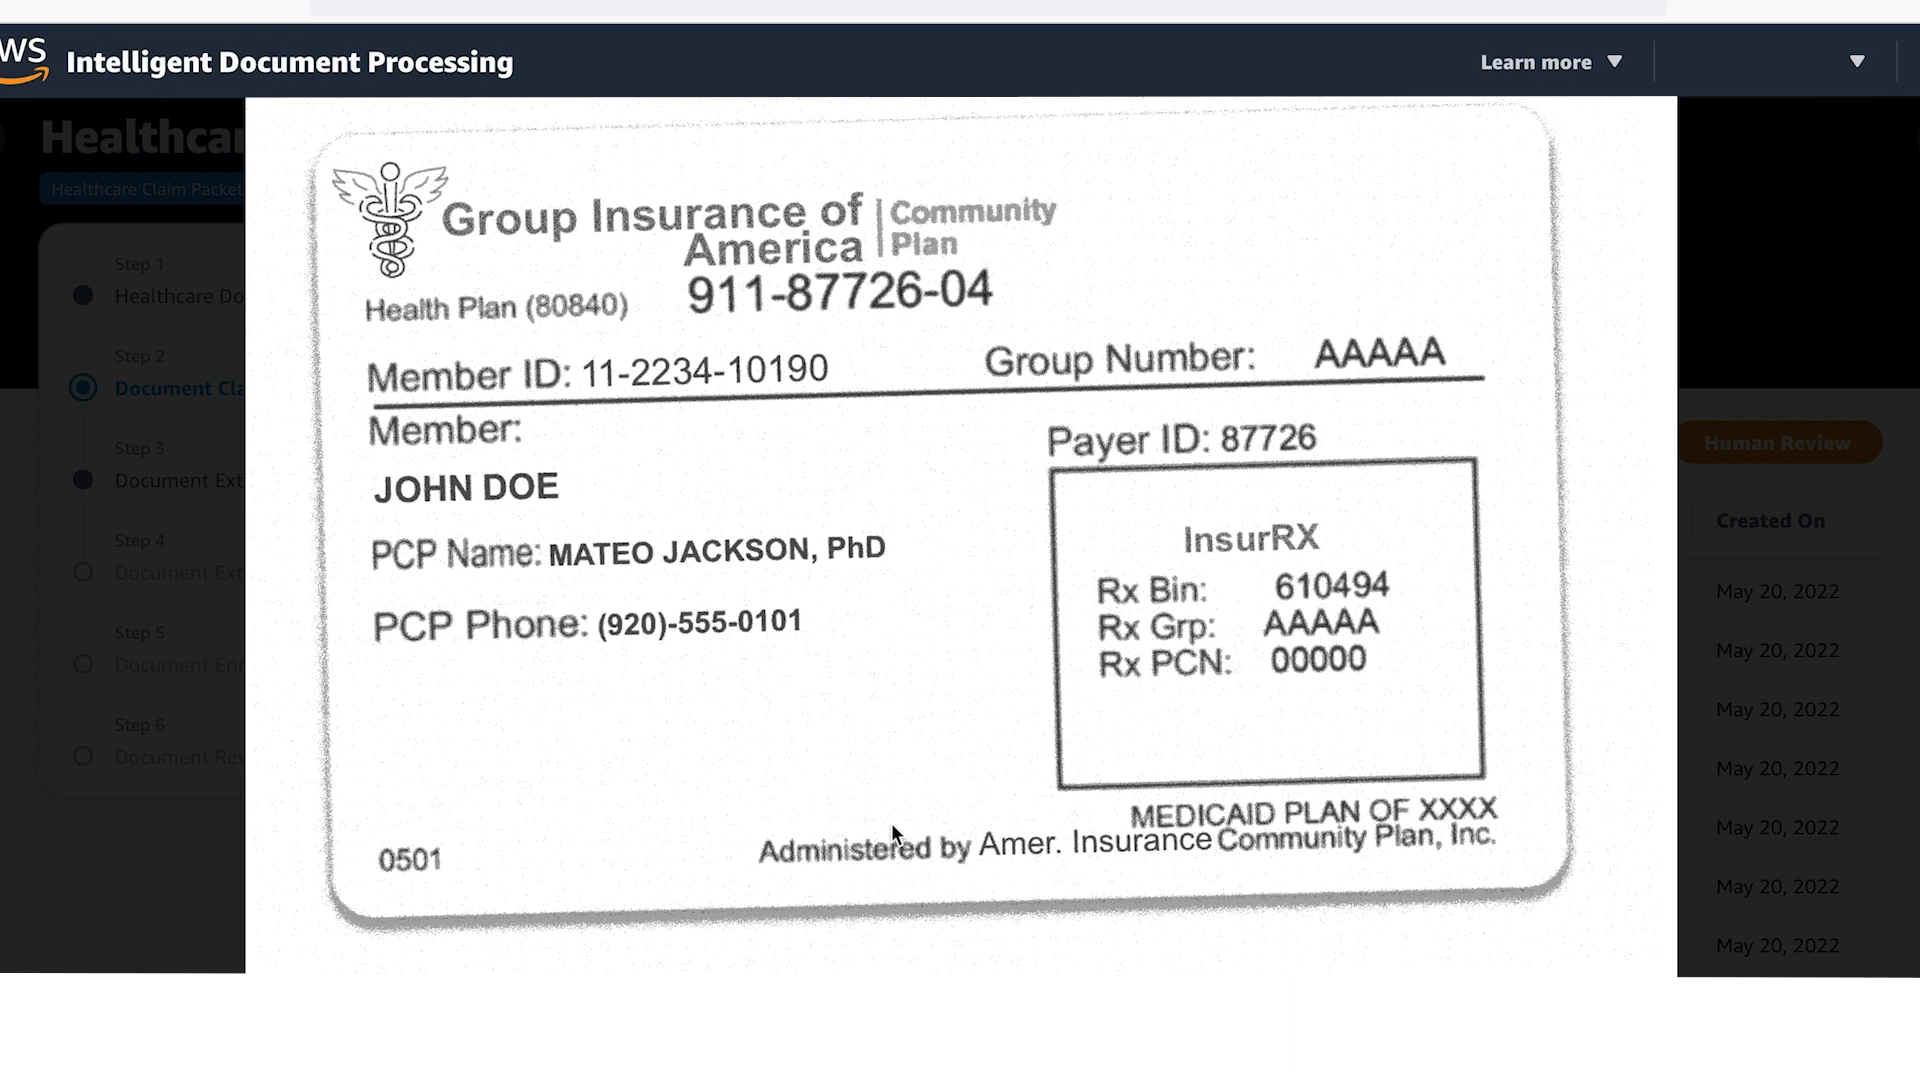 WS
Intelligent Document Processing
Learn more
Healthcar
Healthcare Claim Packet
Step 1
Healthcare Do
Step 2
Document Cla
Step 3
Document Ext
Step 4
Document Ext
Step 5
Document Enr
Step 6
Document Rev
Group Insurance of
America
Community
Plan
Health Plan (80840) 911-87726-04
Member ID: 11-2234-10190 Group Number: AAAAA
Member:
JOHN DOE
PCP Name: MATEO JACKSON, PhD
PCP Phone: (920)-555-0101
Payer ID: 87726
InsurRX
Rx Bin: 610494
Rx Grp: AAAAA
Rx PCN: 00000
MEDICAID PLAN OF XXXX
0501 Administered by Amer. Insurance Community Plan, Inc.
Human Review
Created On
May 20, 2022
May 20, 2022
May 20, 2022
May 20, 2022
May 20, 2022
May 20, 2022
May 20, 2022